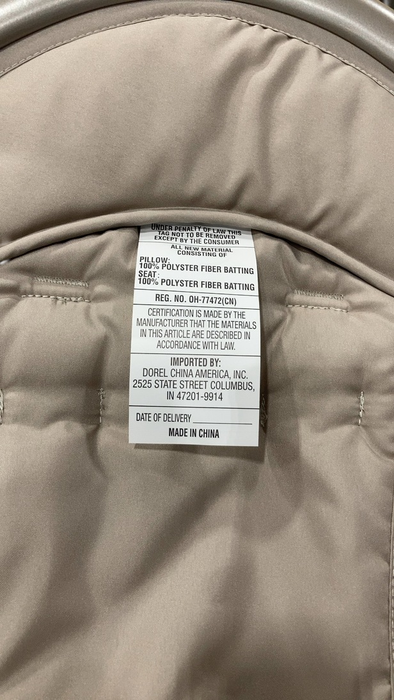 UNDER PENALTY OF LAW THIS
TAG NOT TO BE REMOVED
EXCEPT BY THE CONSUMER
ALL NEW MATERIAL
CONSISTING OF
PILLOW:
100% POLYSTER FIBER BATTING
SEAT:
100% POLYSTER FIBER BATTING
REG. NO. OH-77472(CN)
CERTIFICATION IS MADE BY THE
MANUFACTURER THAT THE MATERIALS
IN THIS ARTICLE ARE DESCRIBED IN
ACCORDANCE WITH LAW.
IMPORTED BY:
DOREL CHINA AMERICA, INC.
2525 STATE STREET COLUMBUS,
IN 47201-9914
DATE OF DELIVERY
MADE IN CHINA